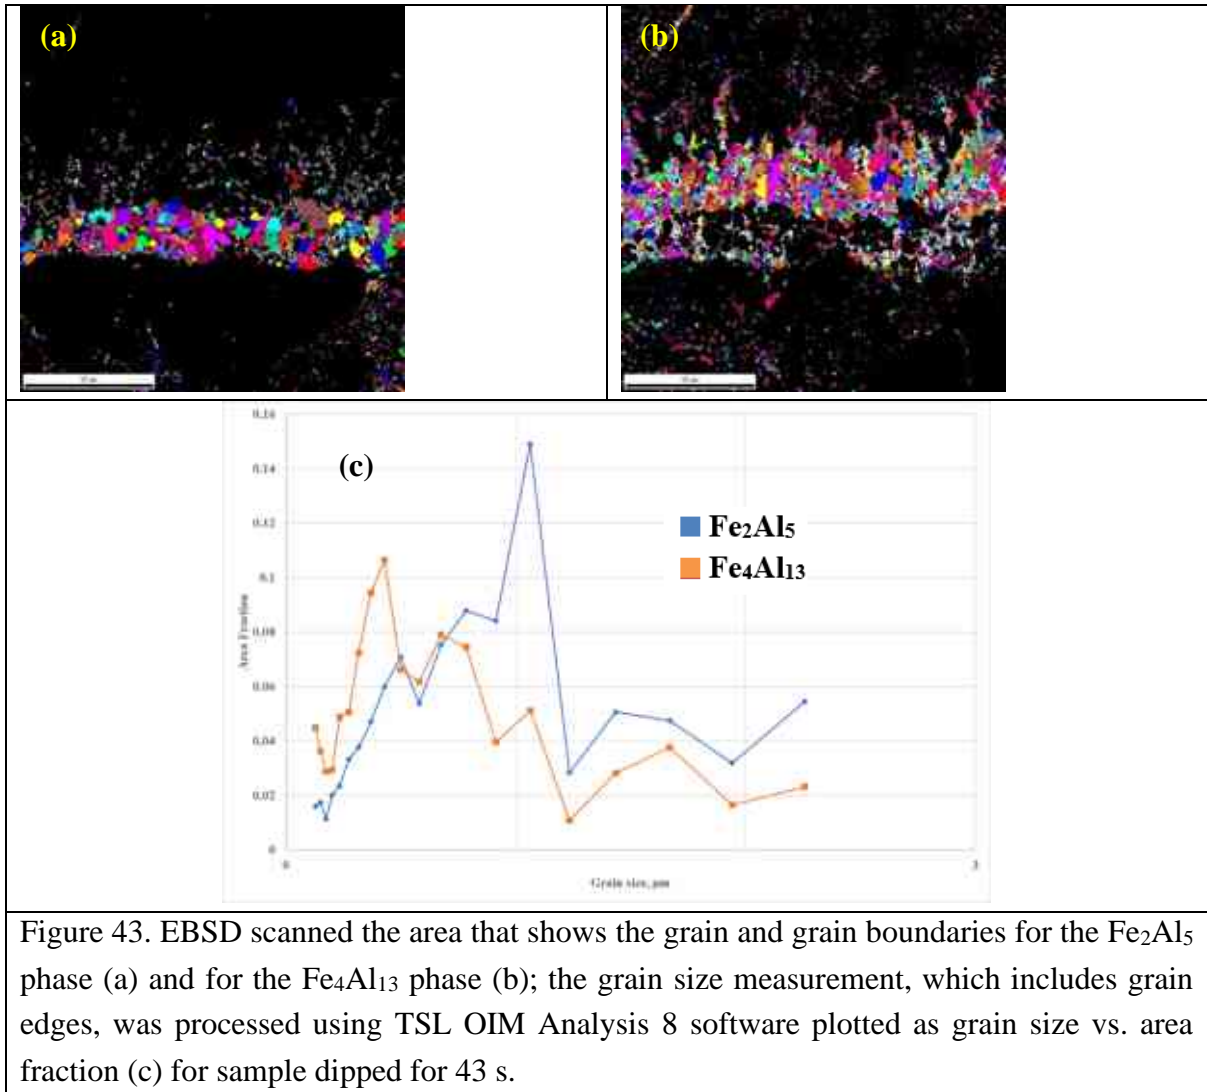 (a)
(b)
0.16
0.14
0.12
0.1
0.08
0.06
0.04
0.02
0
Area Fraction
(c)
Fe₂Al₅
Fe₄Al₁₃
0
3
Grain size, µm
Figure 43. EBSD scanned the area that shows the grain and grain boundaries for the Fe₂Al₅
phase (a) and for the Fe₄Al₁₃ phase (b); the grain size measurement, which includes grain
edges, was processed using TSL OIM Analysis 8 software plotted as grain size vs. area
fraction (c) for sample dipped for 43 s.